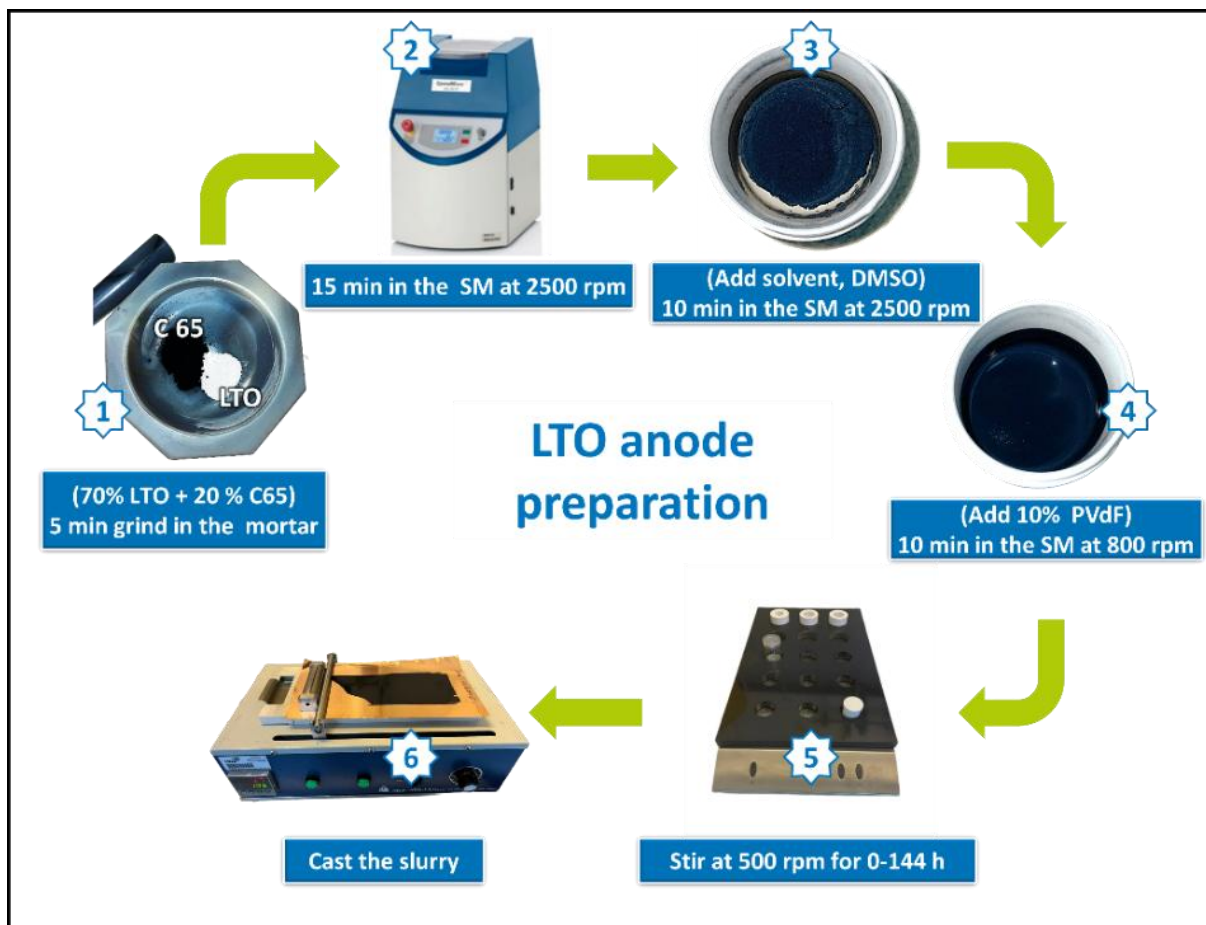 1
C 65
LTO
(70% LTO + 20 % C65)
5 min grind in the mortar
2
15 min in the SM at 2500 rpm
3
(Add solvent, DMSO)
10 min in the SM at 2500 rpm
4
(Add 10% PVdF)
10 min in the SM at 800 rpm
LTO anode
preparation
5
Stir at 500 rpm for 0-144 h
6
Cast the slurry